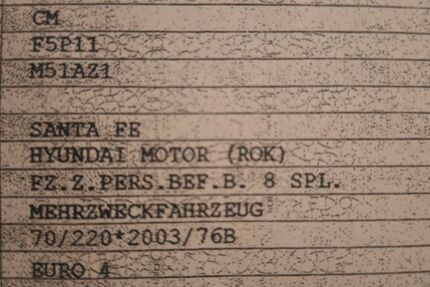 CM
F5P11
M51AZ1
SANTA FE
HYUNDAI MOTOR (ROK)
FZ.Z.PERS.BEF.B. 8 SPL.
MEHRZWECKFAHRZEUG
70/220*2003/76B
EURO 4